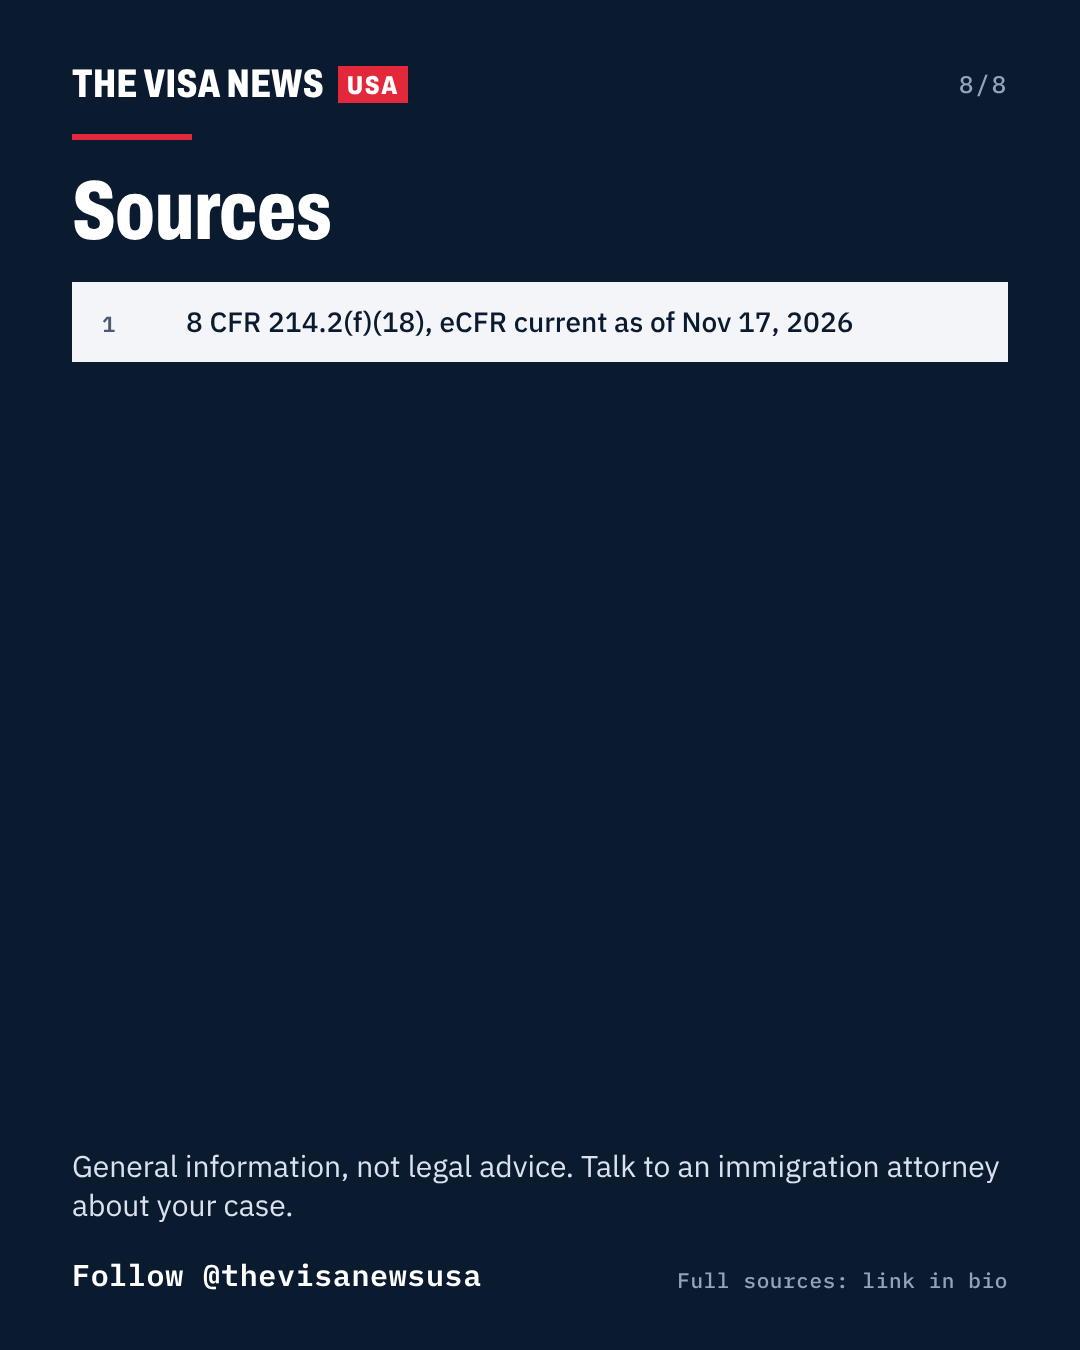 THE VISA NEWS USA
8/8
Sources
1 8 CFR 214.2(f)(18), eCFR current as of Nov 17, 2026
General information, not legal advice. Talk to an immigration attorney
about your case.
Follow @thevisanewsusa
Full sources: link in bio